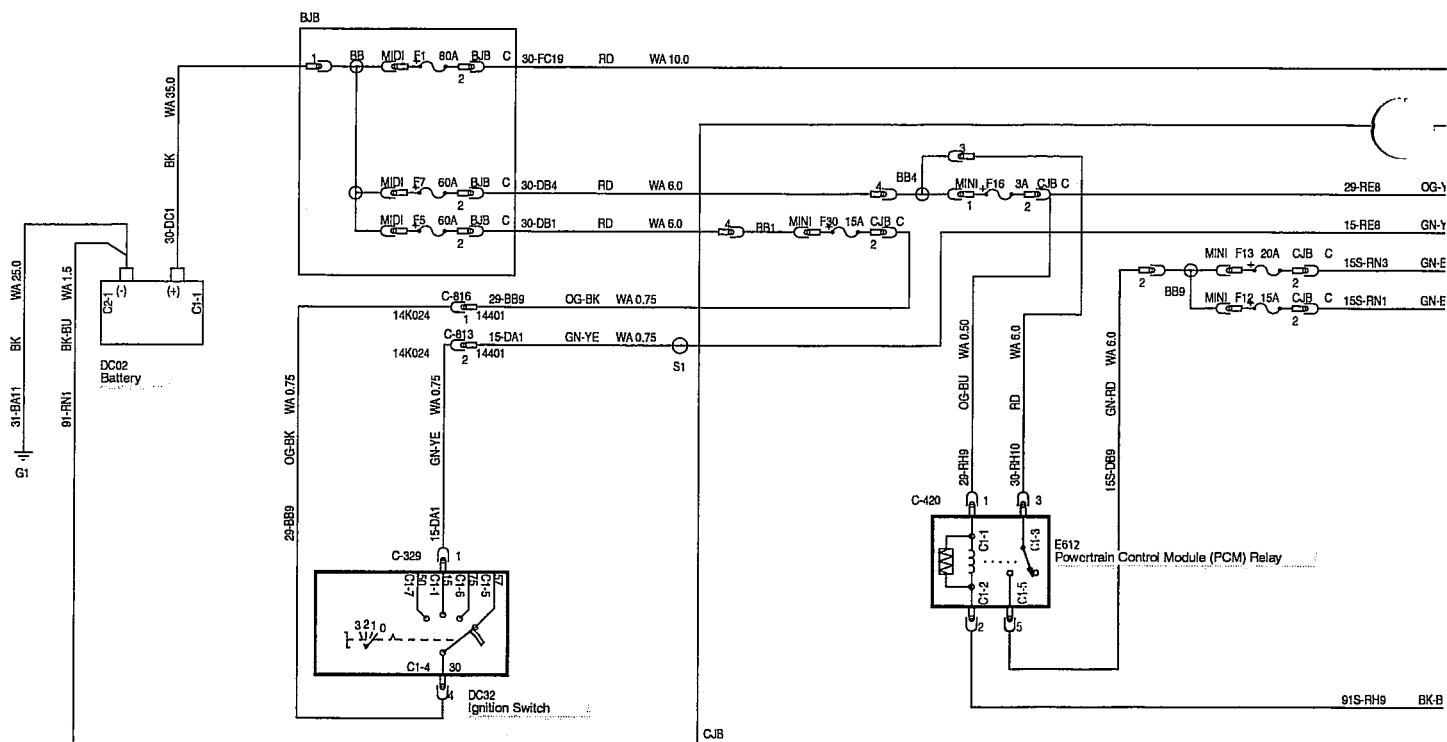 BJB
1 BB MIDI F1 80A BJB C 30-FC19 RD WA 10.0
2
3
MIDI F7 60A BJB C 30-DB4 RD WA 6.0 4 BB4 MINI F16 3A CJB C 29-RE8
2 1 2
MIDI F5 60A BJB C 30-DB1 RD WA 6.0 4 BB1 MINI F30 15A CJB C 15-RE8
2 2
MINI F13 20A CJB C 15S-RN3
2 BB9 2
MINI F12 15A CJB C 15S-RN1
2
C-816 29-BB9 OG-BK WA 0.75
14K024 1 14401
C-813 15-DA1 GN-YE WA 0.75
14K024 2 14401 S1
30-DC1 BK WA 35.0
31-BA11 BK WA 25.0
91-RN1 BK-BU WA 1.5
C2-1 (-) (+) C1-1
DC02
Battery
G1
29-BB9 OG-BK WA 0.75
15-DA1 GN-YE WA 0.75
29-RH9 OG-BU WA 0.50
30-RH10 RD WA 6.0
15S-DB9 GN-RD WA 6.0
C-420 1 3
C1-1 C1-3
C1-2 C1-5
2 5
E612
Powertrain Control Module (PCM) Relay
C-329 1
C1-7 50
C1-1 15
C1-6 75
C1-5 57
3 2 1 0
C1-4 30
4
DC32
Ignition Switch
91S-RH9
CJB